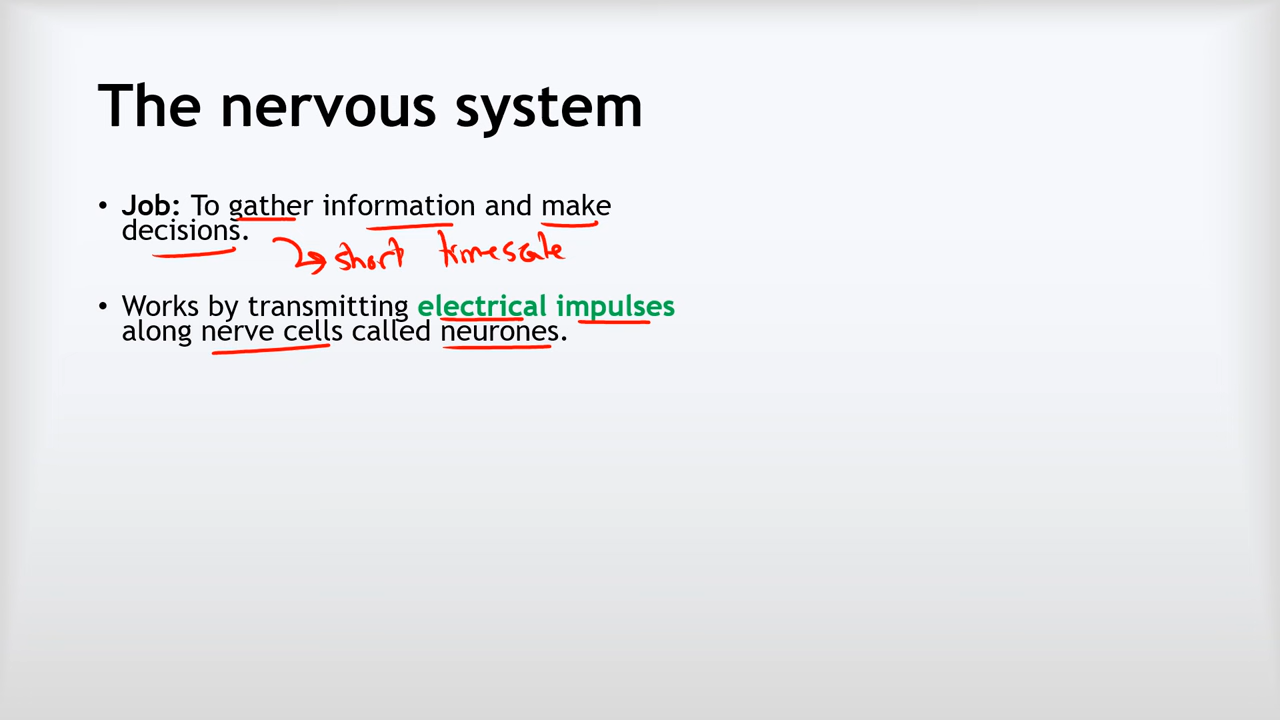 The nervous system
• Job: To gather information and make
decisions.
short timescale
• Works by transmitting electrical impulses
along nerve cells called neurones.